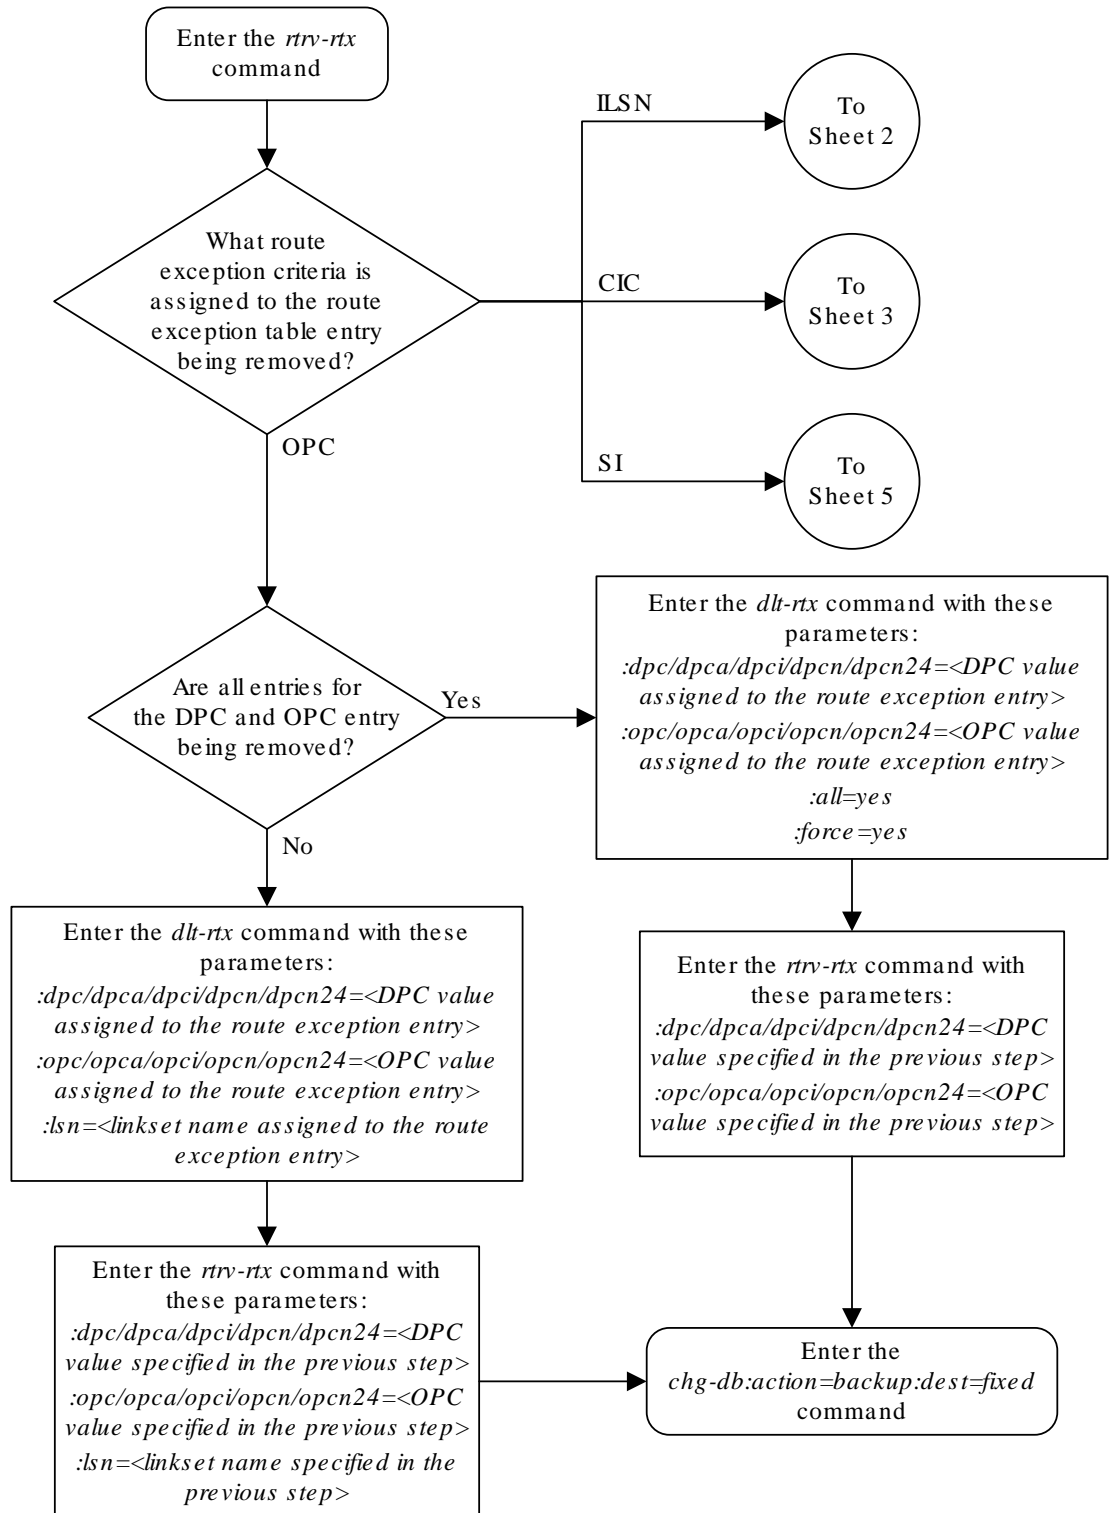 Enter the rtrv-rtx
command
ILSN
To
Sheet 2
What route
exception criteria is
assigned to the route
exception table entry
being removed?
CIC
To
Sheet 3
OPC
SI
To
Sheet 5
Are all entries for
the DPC and OPC entry
being removed?
Yes
Enter the dlt-rtx command with these
parameters:
:dpc/dpca/dpci/dpcn/dpcn24=<DPC value
assigned to the route exception entry>
:opc/opca/opci/opcn/opcn24=<OPC value
assigned to the route exception entry>
:all=yes
:force=yes
No
Enter the dlt-rtx command with these
parameters:
:dpc/dpca/dpci/dpcn/dpcn24=<DPC value
assigned to the route exception entry>
:opc/opca/opci/opcn/opcn24=<OPC value
assigned to the route exception entry>
:lsn=<linkset name assigned to the route
exception entry>
Enter the rtrv-rtx command with
these parameters:
:dpc/dpca/dpci/dpcn/dpcn24=<DPC
value specified in the previous step>
:opc/opca/opci/opcn/opcn24=<OPC
value specified in the previous step>
Enter the rtrv-rtx command with
these parameters:
:dpc/dpca/dpci/dpcn/dpcn24=<DPC
value specified in the previous step>
:opc/opca/opci/opcn/opcn24=<OPC
value specified in the previous step>
:lsn=<linkset name specified in the
previous step>
Enter the
chg-db:action=backup:dest=fixed
command